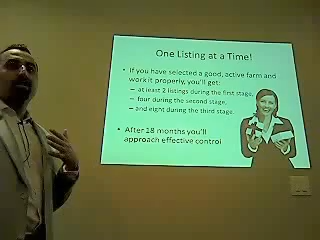 One Listing at a Time!
• If you have selected a good, active farm and
work it properly, you'll get:
– at least 2 listings during the first stage,
– four during the second stage,
– and eight during the third stage.
• After 18 months you'll
approach effective control